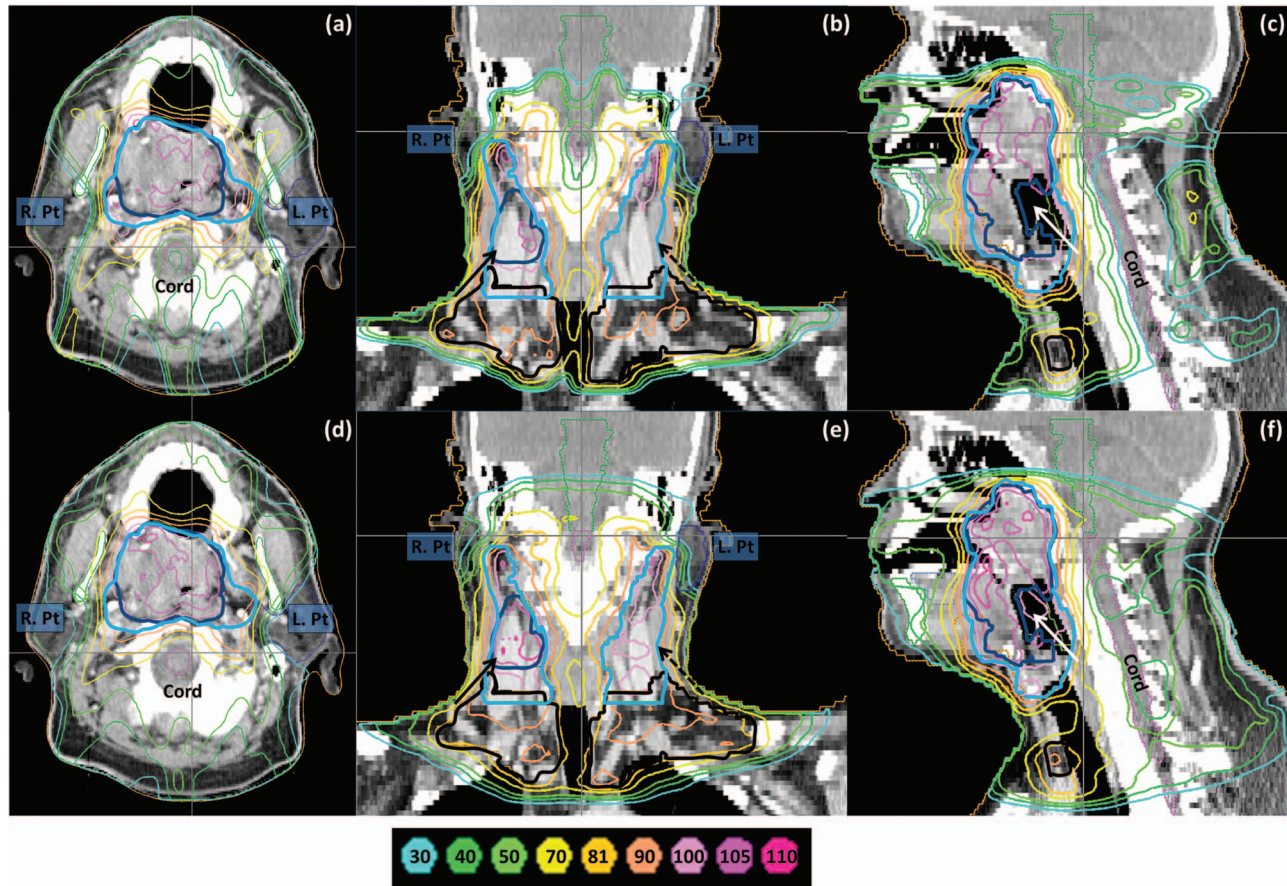 (a)
R. Pt
L. Pt
Cord
(b)
R. Pt
L. Pt
(c)
Cord
(d)
R. Pt
L. Pt
Cord
(e)
R. Pt
L. Pt
(f)
Cord
30 40 50 70 81 90 100 105 110